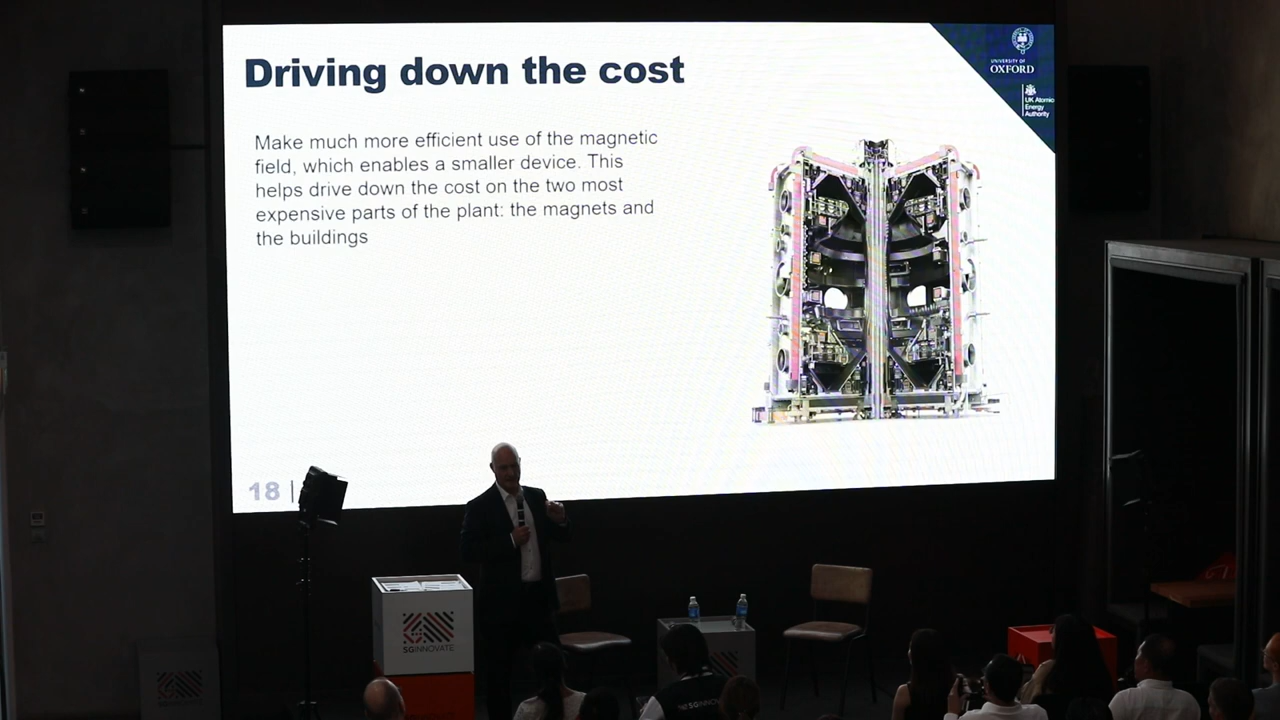 Driving down the cost
UNIVERSITY OF
OXFORD
UK Atomic
Energy
Authority
Make much more efficient use of the magnetic
field, which enables a smaller device. This
helps drive down the cost on the two most
expensive parts of the plant: the magnets and
the buildings
18 |
SGINNOVATE